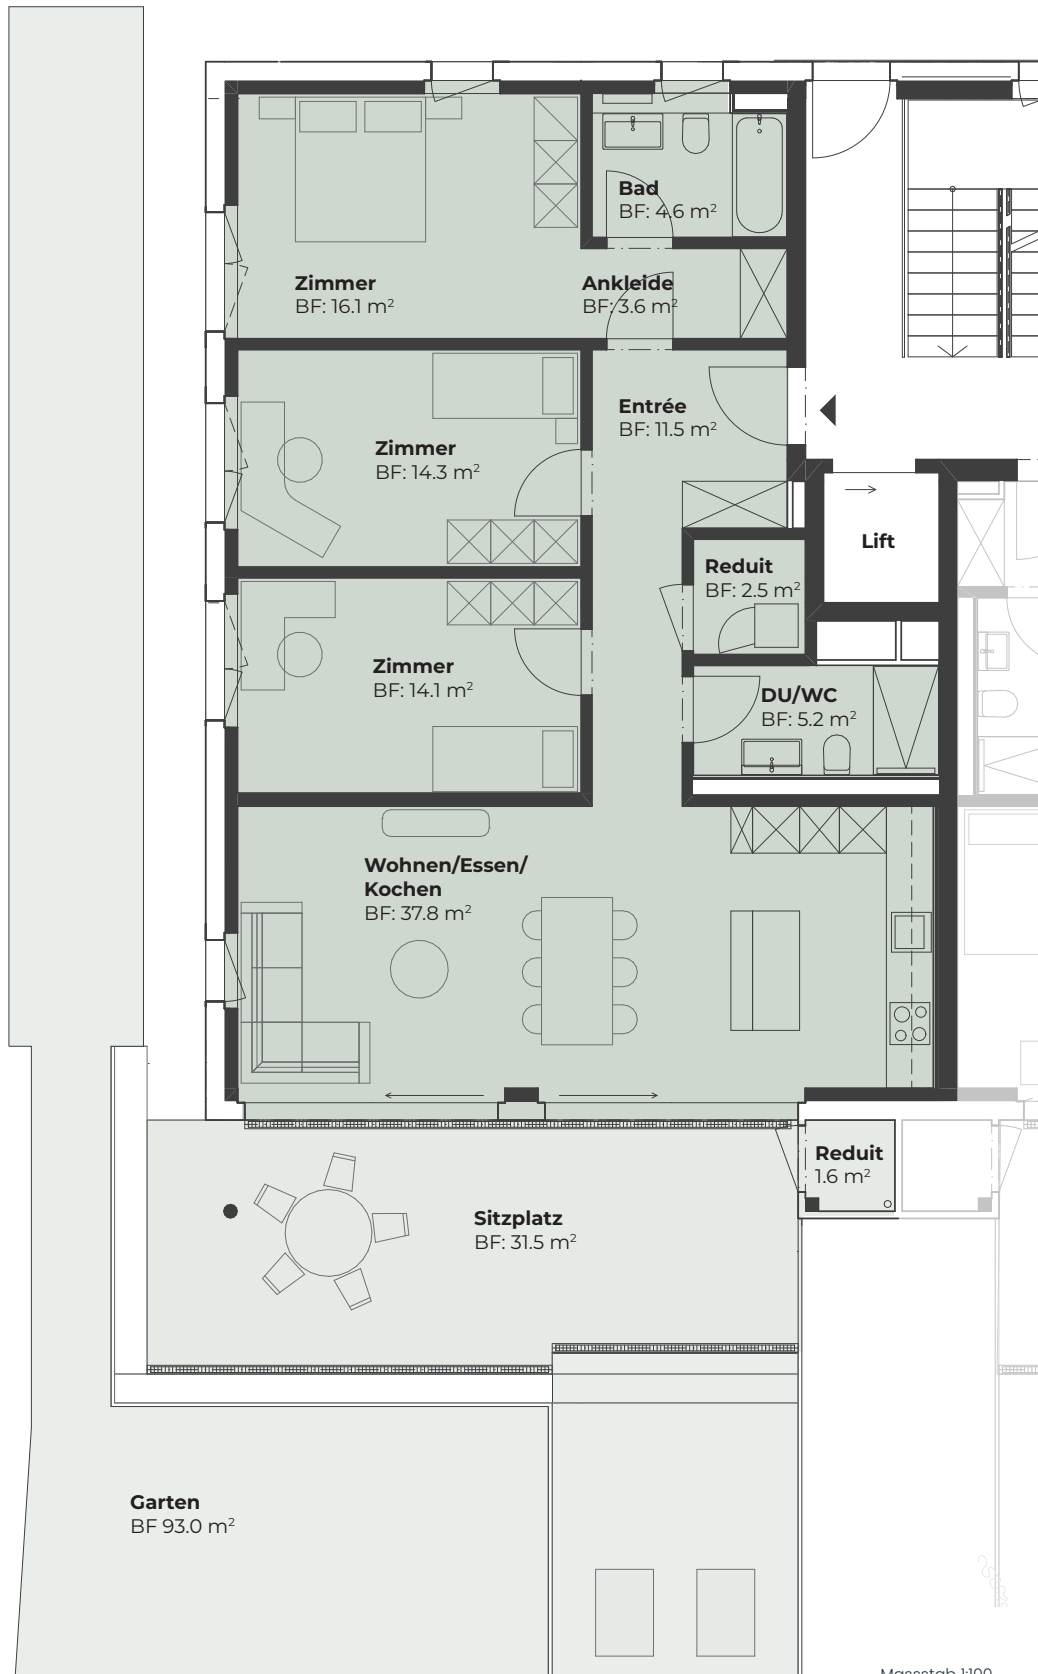 Bad
BF: 4.6 m²
Zimmer
BF: 16.1 m²
Ankleide
BF: 3.6 m²
Entrée
BF: 11.5 m²
Zimmer
BF: 14.3 m²
Lift
Reduit
BF: 2.5 m²
Zimmer
BF: 14.1 m²
DU/WC
BF: 5.2 m²
Wohnen/Essen/
Kochen
BF: 37.8 m²
Reduit
1.6 m²
Sitzplatz
BF: 31.5 m²
Garten
BF 93.0 m²
Massstab 1:100